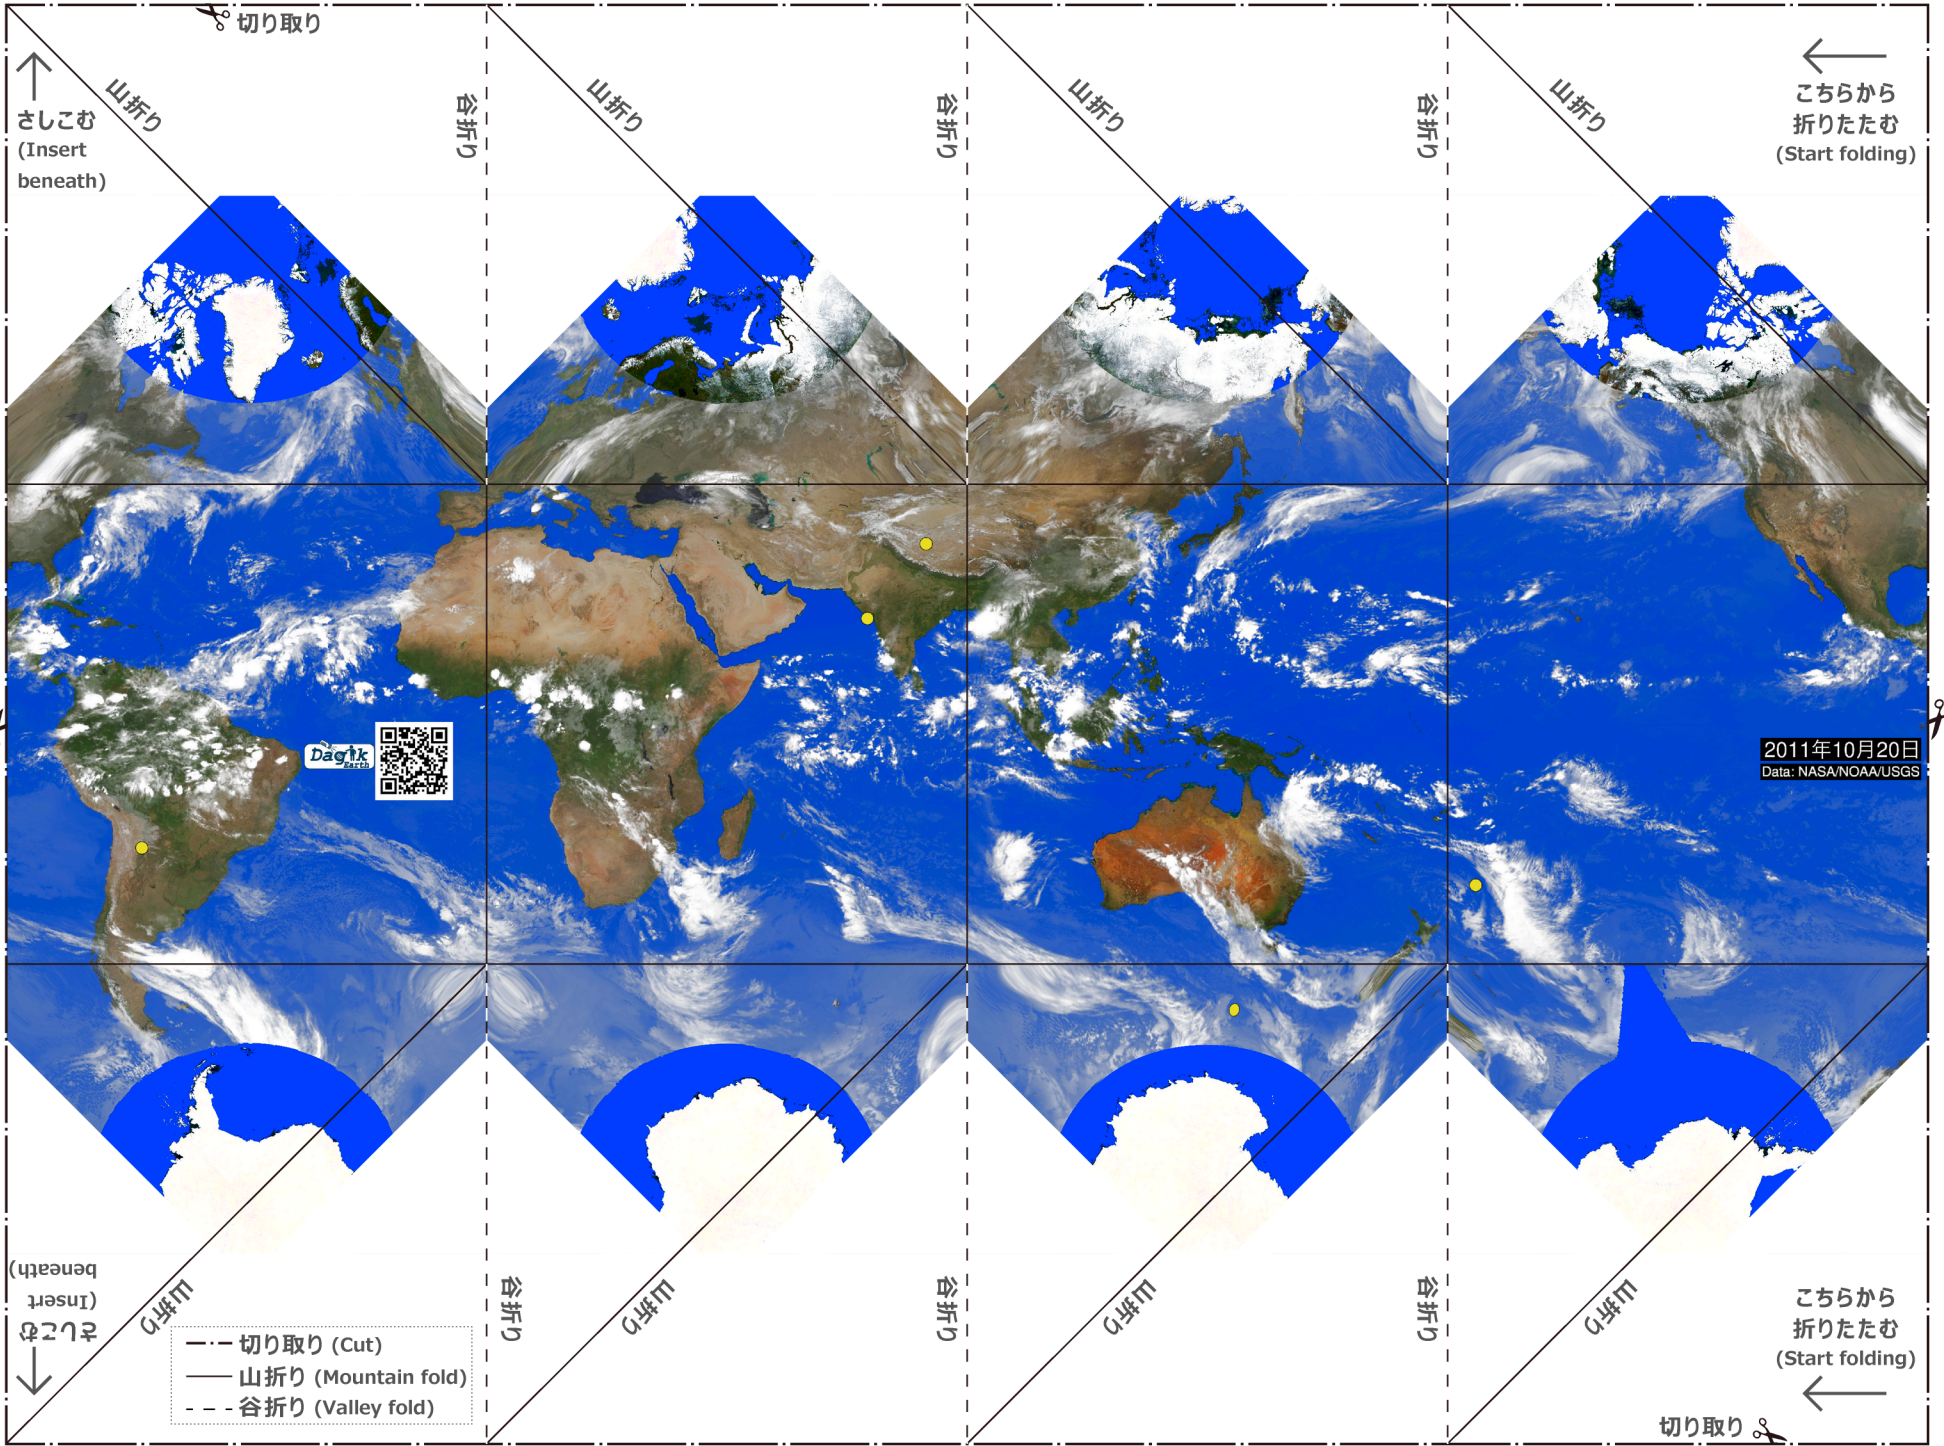 切り取り
山折り
山折り
山折り
山折り
谷折り
谷折り
谷折り
さしこむ
(Insert
beneath)
こちらから
折りたたむ
(Start folding)
Dagik
Earth
2011年10月20日
Data: NASA/NOAA/USGS
さしこむ
(Insert
beneath)
山折り
山折り
山折り
山折り
谷折り
谷折り
谷折り
こちらから
折りたたむ
(Start folding)
切り取り (Cut)
山折り (Mountain fold)
谷折り (Valley fold)
切り取り